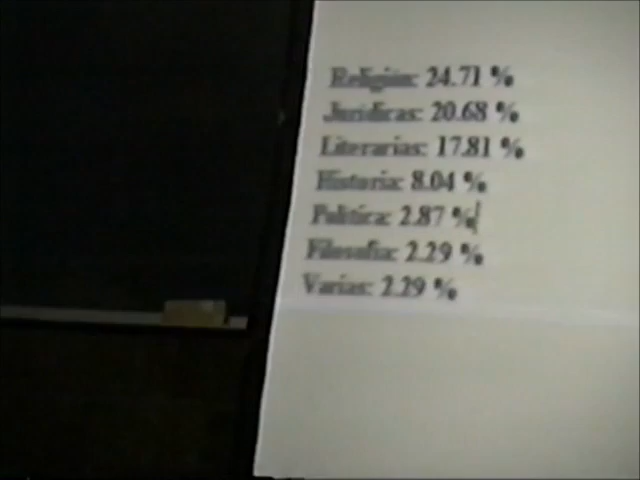 Religión: 24.71 %
Jurídicas: 20.68 %
Literarias: 17.81 %
Historia: 8.04 %
Política: 2.87 %
Filosofía: 2.29 %
Varias: 2.29 %